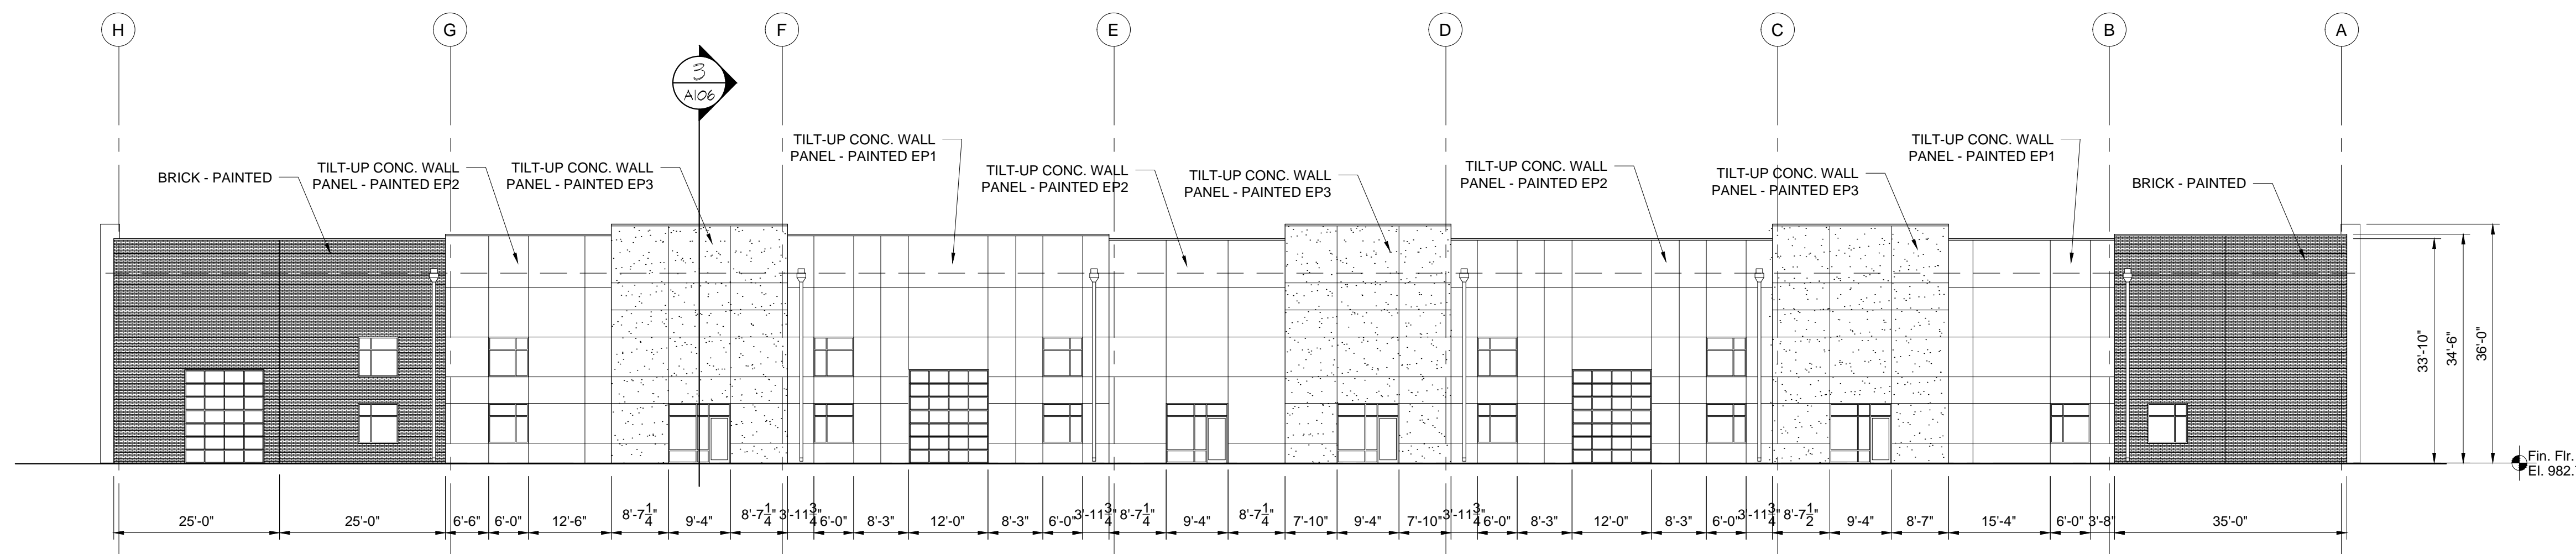 H
G
F
E
D
C
B
A
3
A106
BRICK - PAINTED
TILT-UP CONC. WALL
PANEL - PAINTED EP2
TILT-UP CONC. WALL
PANEL - PAINTED EP3
TILT-UP CONC. WALL
PANEL - PAINTED EP1
TILT-UP CONC. WALL
PANEL - PAINTED EP2
TILT-UP CONC. WALL
PANEL - PAINTED EP3
TILT-UP CONC. WALL
PANEL - PAINTED EP2
TILT-UP CONC. WALL
PANEL - PAINTED EP3
TILT-UP CONC. WALL
PANEL - PAINTED EP1
BRICK - PAINTED
33'-10"
34'-6"
36'-0"
Fin. Flr.
El. 982.
25'-0"
25'-0"
6'-6"
6'-0"
12'-6"
8'-7 1/4"
9'-4"
8'-7 1/4"
3'-11 3/4"
6'-0"
8'-3"
12'-0"
8'-3"
6'-0"
3'-11 3/4"
8'-7 1/4"
9'-4"
8'-7 1/4"
7'-10"
9'-4"
7'-10"
3'-11 3/4"
6'-0"
8'-3"
12'-0"
8'-3"
6'-0"
3'-11 3/4"
8'-7 1/2"
9'-4"
8'-7"
15'-4"
6'-0"
3'-8"
35'-0"